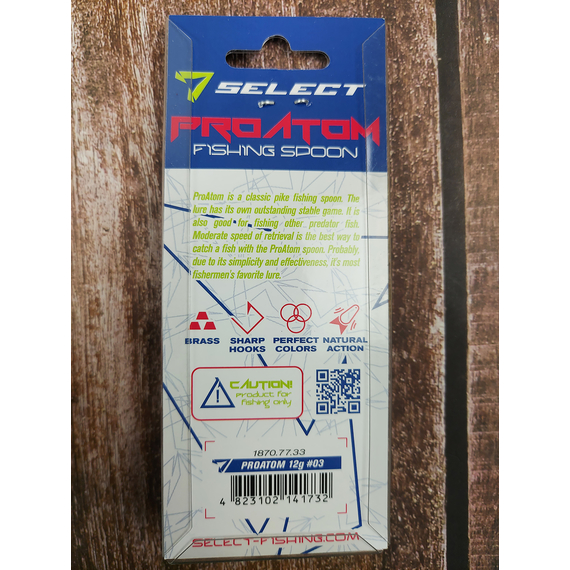 SELECT
PROATOM
FISHING SPOON
ProAtom is a classic pike fishing spoon. The
lure has its own outstanding stable game. It is
also good for fishing other predator fish.
Moderate speed of retrieval is the best way to
catch a fish with the ProAtom spoon. Probably,
due to its simplicity and effectiveness, it's most
fishermen's favorite lure.
BRASS
SHARP
HOOKS
PERFECT
COLORS
NATURAL
ACTION
CAUTION!
Product for
fishing only
1870.77.33
PROATOM 12g #03
4 823102 141732
SELECT-FISHING.COM